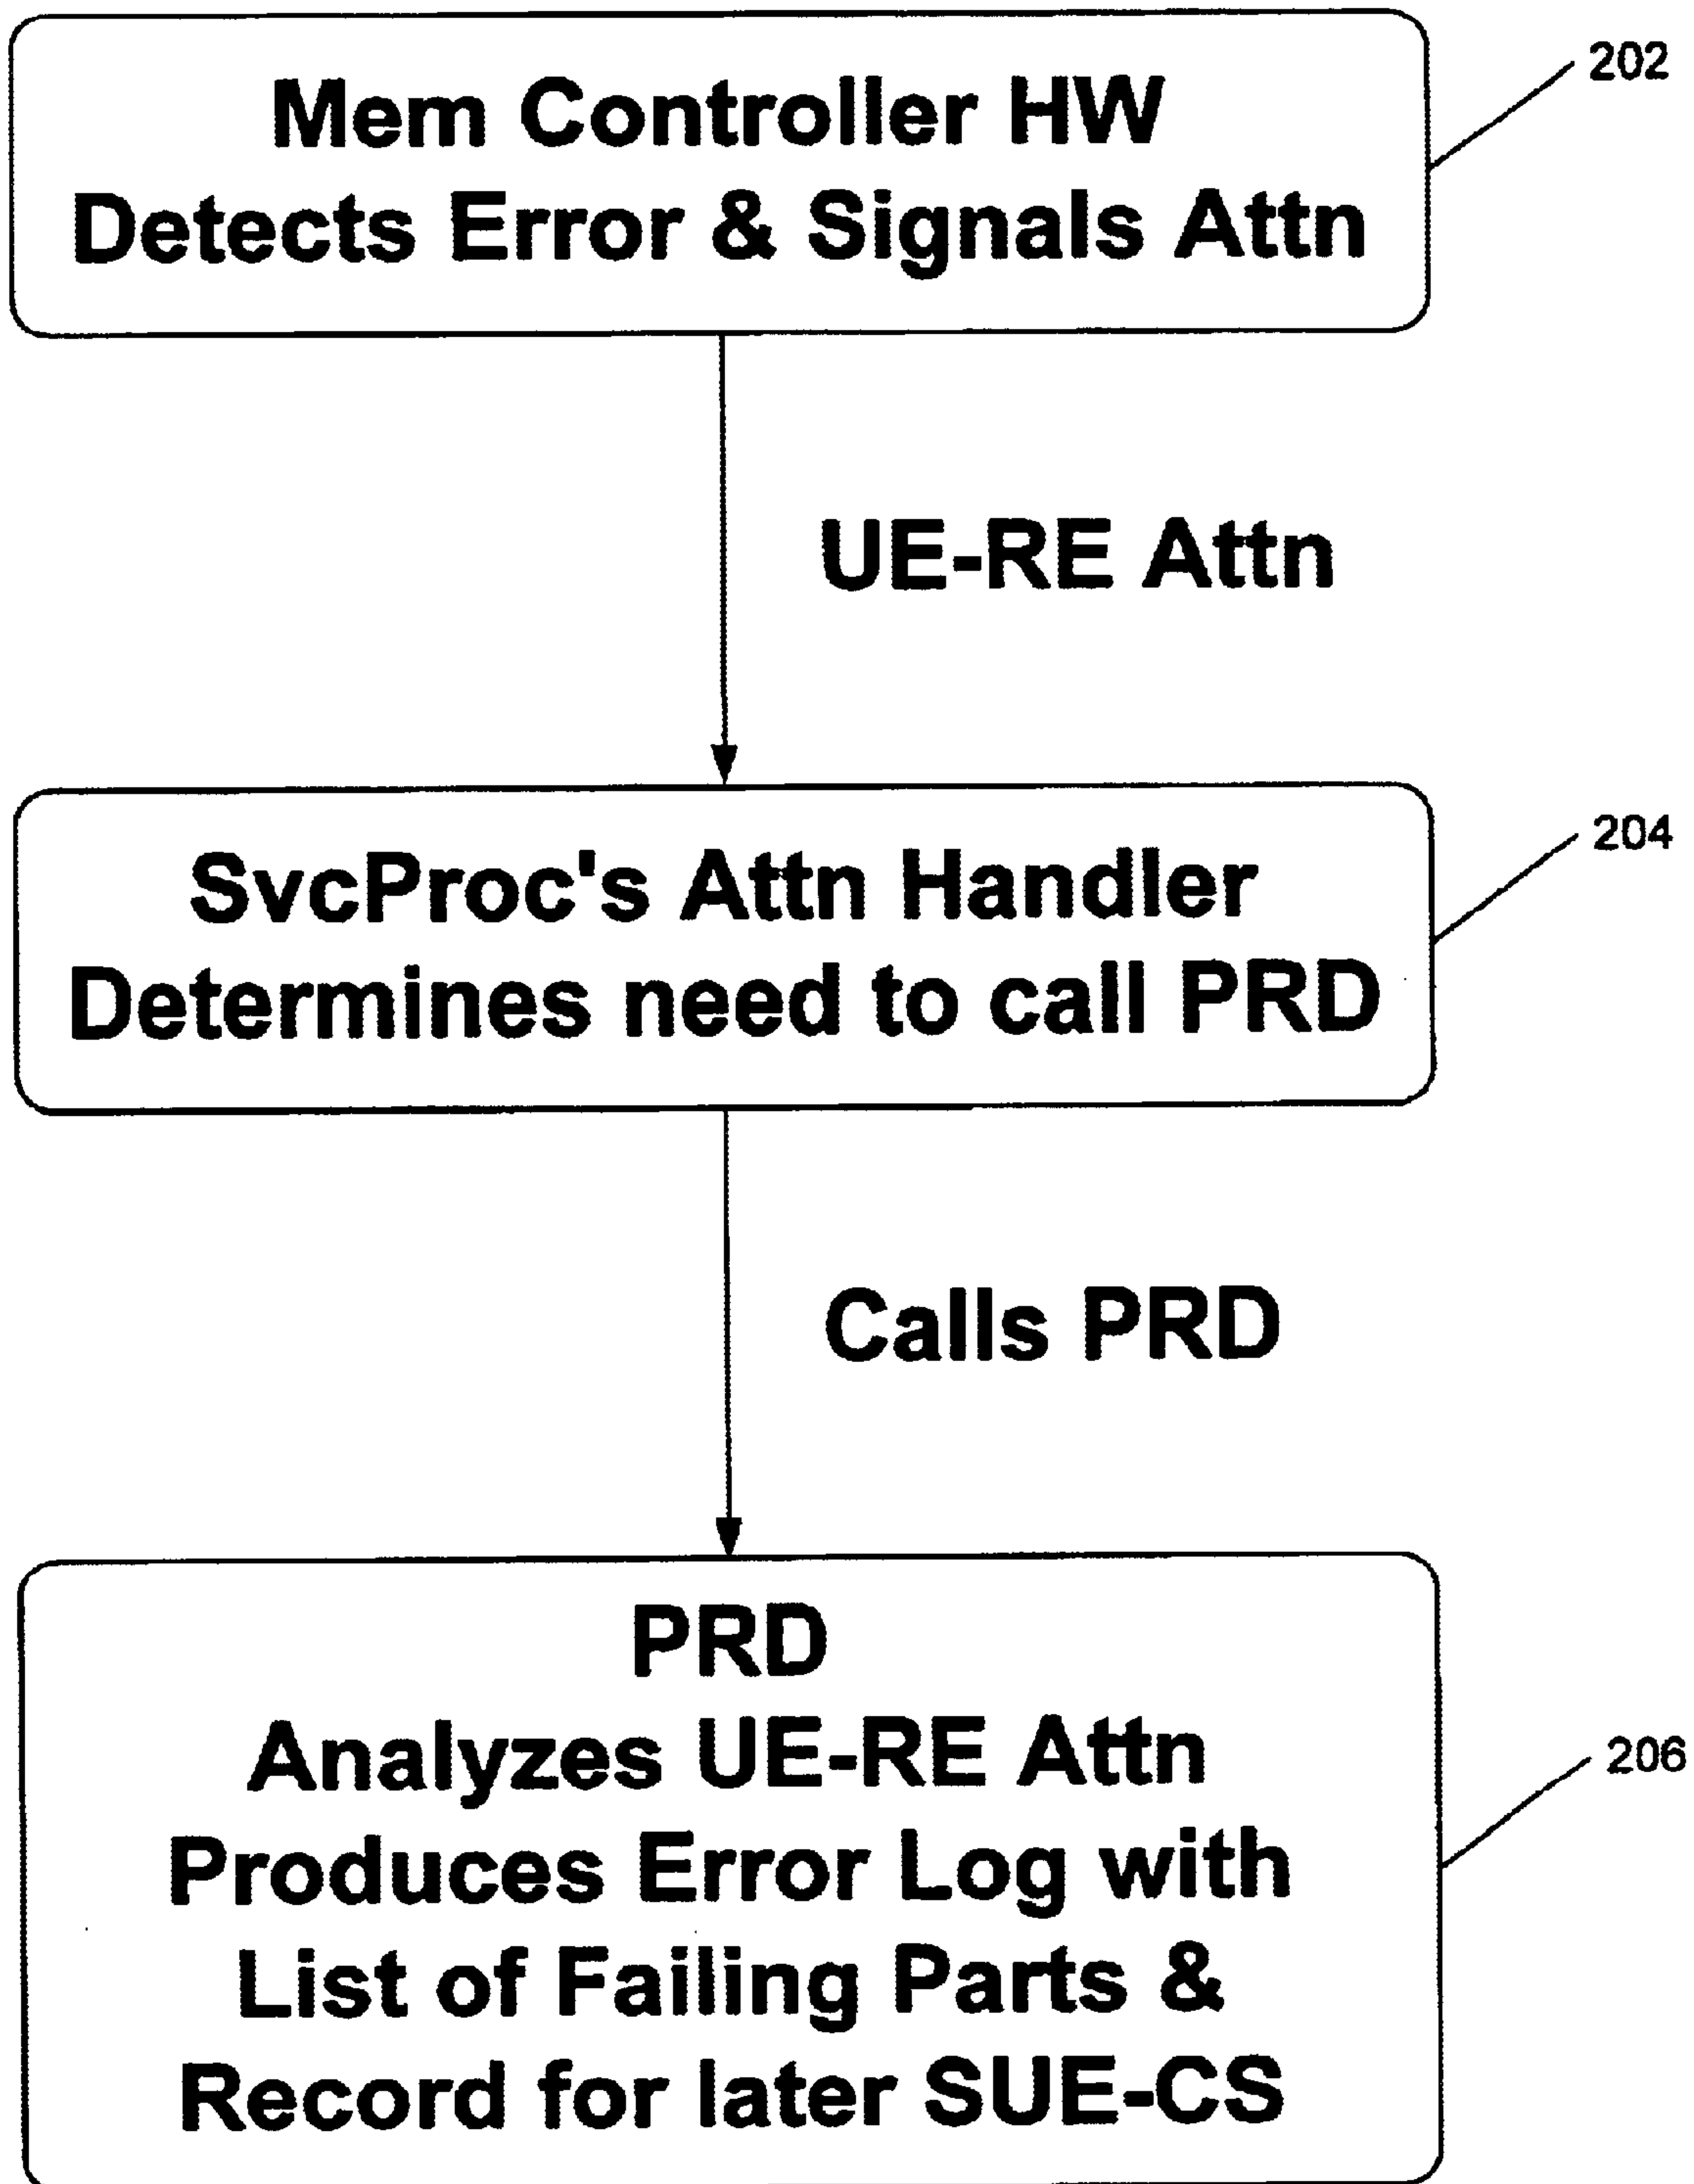 Mem Controller HW
Detects Error & Signals Attn
202
UE-RE Attn
SvcProc's Attn Handler
Determines need to call PRD
204
Calls PRD
PRD
Analyzes UE-RE Attn
Produces Error Log with
List of Failing Parts &
Record for later SUE-CS
206